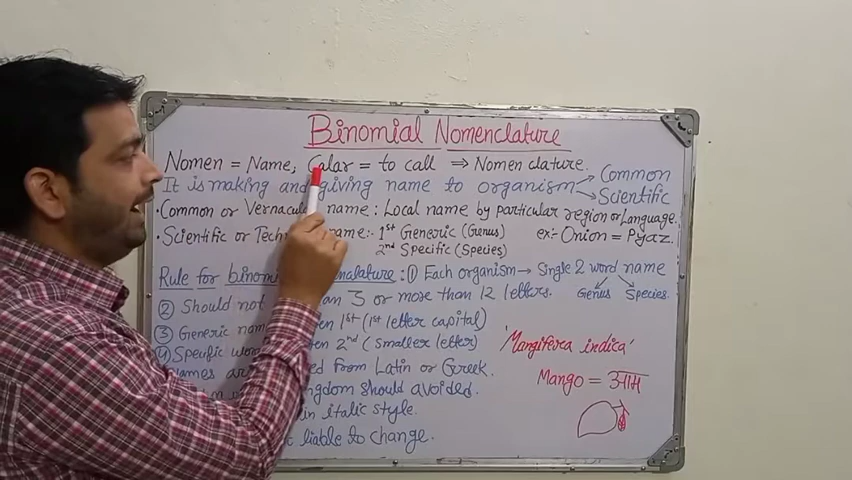 Binomial Nomenclature
Nomen = Name; Calar = to call ⇒ Nomen clature.
It is making and giving name to organism
Common
Scientific
• Common or Vernacul name : Local name by particular region or Language.
• Scientific or Tech name :- 1st Generic (Genus)
2nd Specific (Species)
ex:- Onion = Pyaz.
Rule for binomi nomenclature : ① Each organism → Single 2 word name
Genus Species
② Should not an 3 or more than 12 letters.
③ Generic nam en 1st (1st letter capital)
④ Specific wor en 2nd (smaller letter)
Names ar ed from Latin or Greek.
ngdom should avoided.
in italic style.
t liable to change.
'Mangifera indica'
Mango = आम